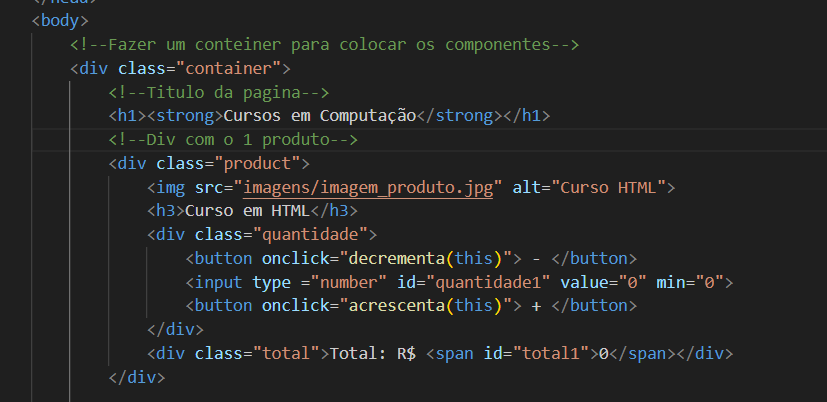 </head>
<body>
<!--Fazer um conteiner para colocar os componentes-->
<div class="container">
<!--Titulo da pagina-->
<h1><strong>Cursos em Computação</strong></h1>
<!--Div com o 1 produto-->
<div class="product">
<img src="imagens/imagem_produto.jpg" alt="Curso HTML">
<h3>Curso em HTML</h3>
<div class="quantidade">
<button onclick="decrementa(this)"> - </button>
<input type ="number" id="quantidade1" value="0" min="0">
<button onclick="acrescenta(this)"> + </button>
</div>
<div class="total">Total: R$ <span id="total1">0</span></div>
</div>